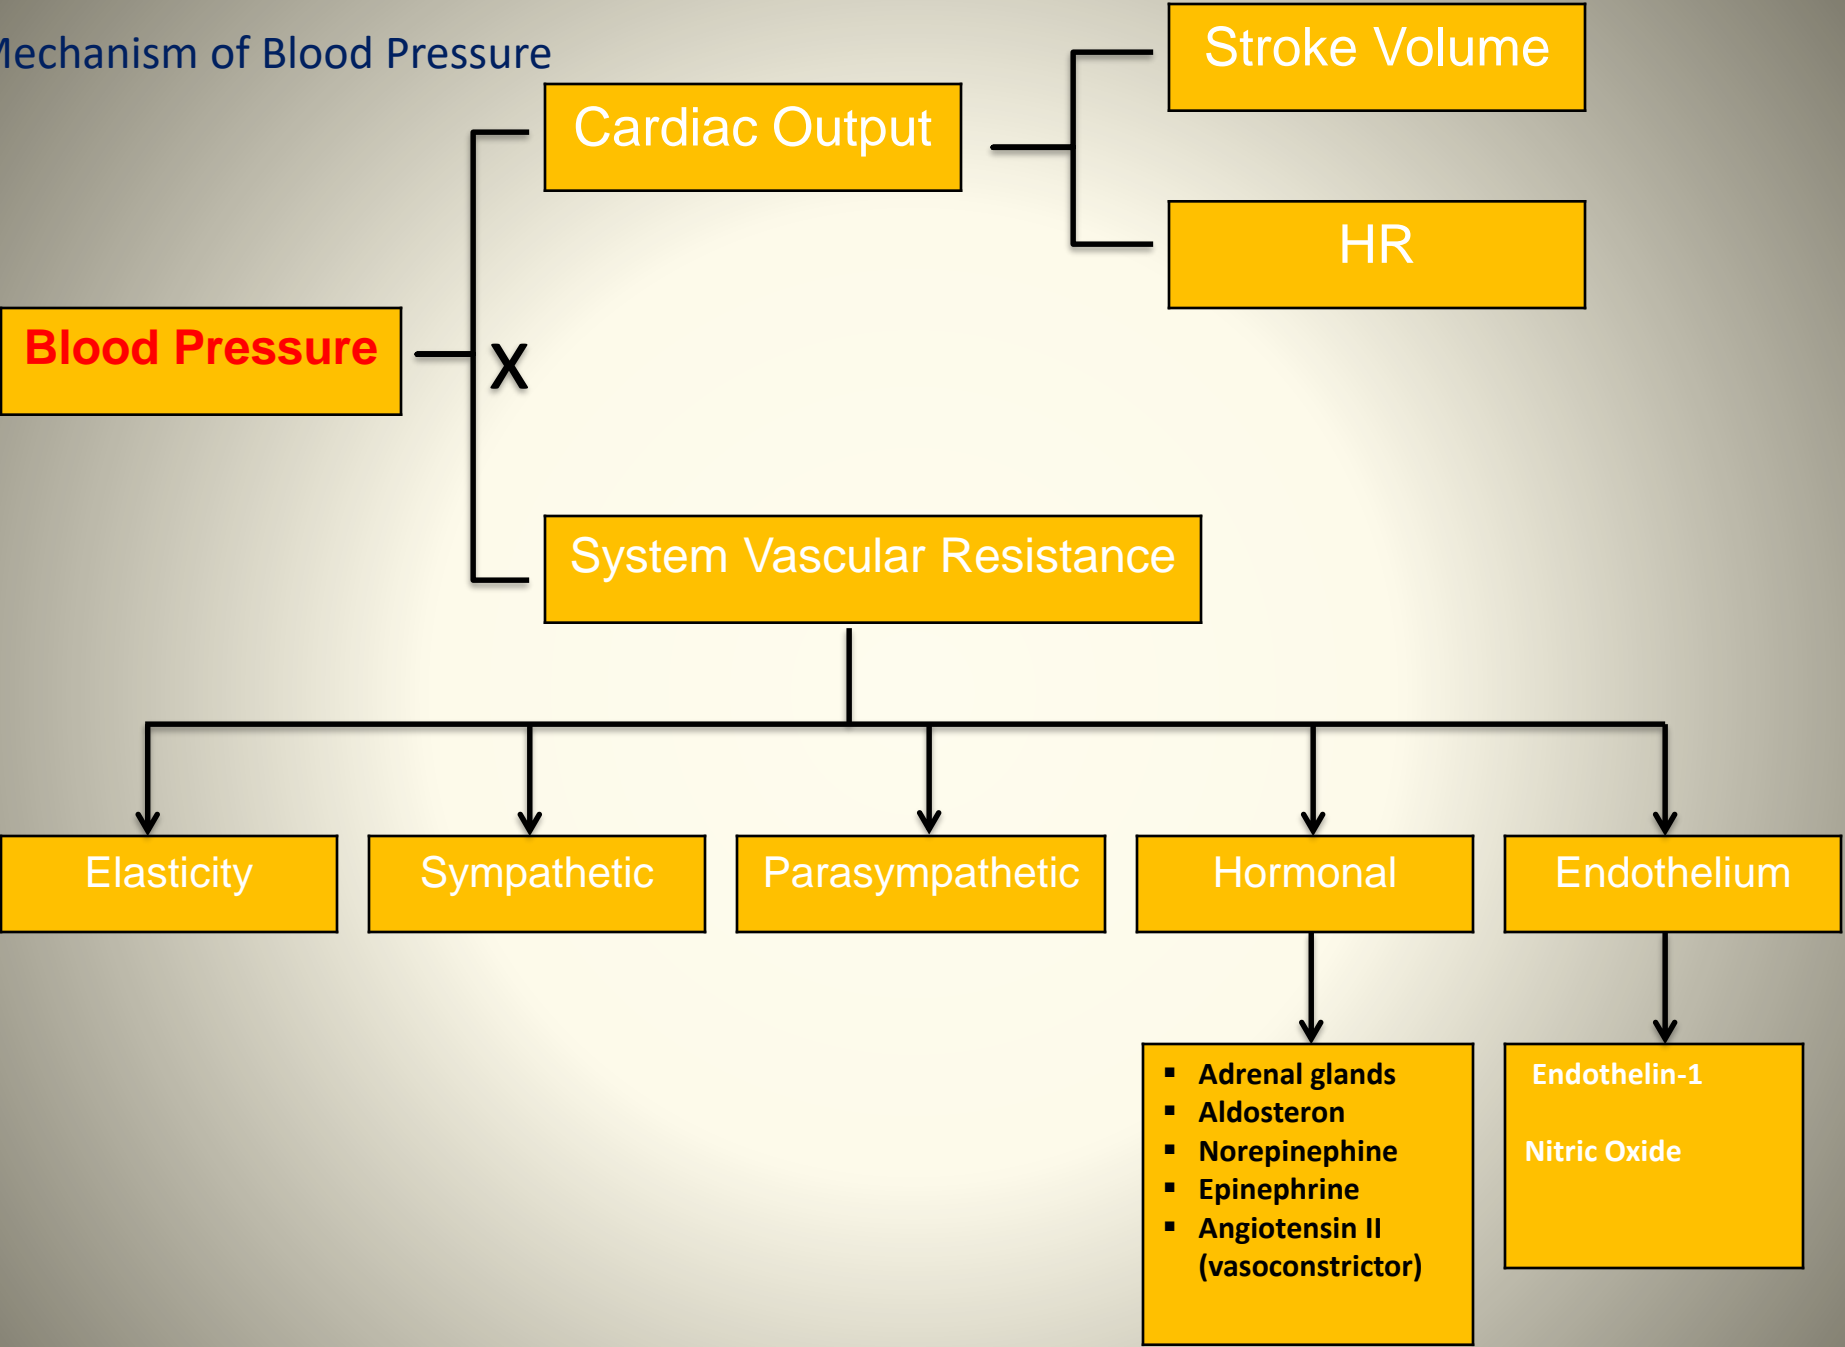 Mechanism of Blood Pressure
Stroke Volume
Cardiac Output
HR
Blood Pressure
X
System Vascular Resistance
Elasticity
Sympathetic
Parasympathetic
Hormonal
Endothelium
▪ Adrenal glands
▪ Aldosteron
▪ Norepinephine
▪ Epinephrine
▪ Angiotensin II
(vasoconstrictor)
Endothelin-1
Nitric Oxide